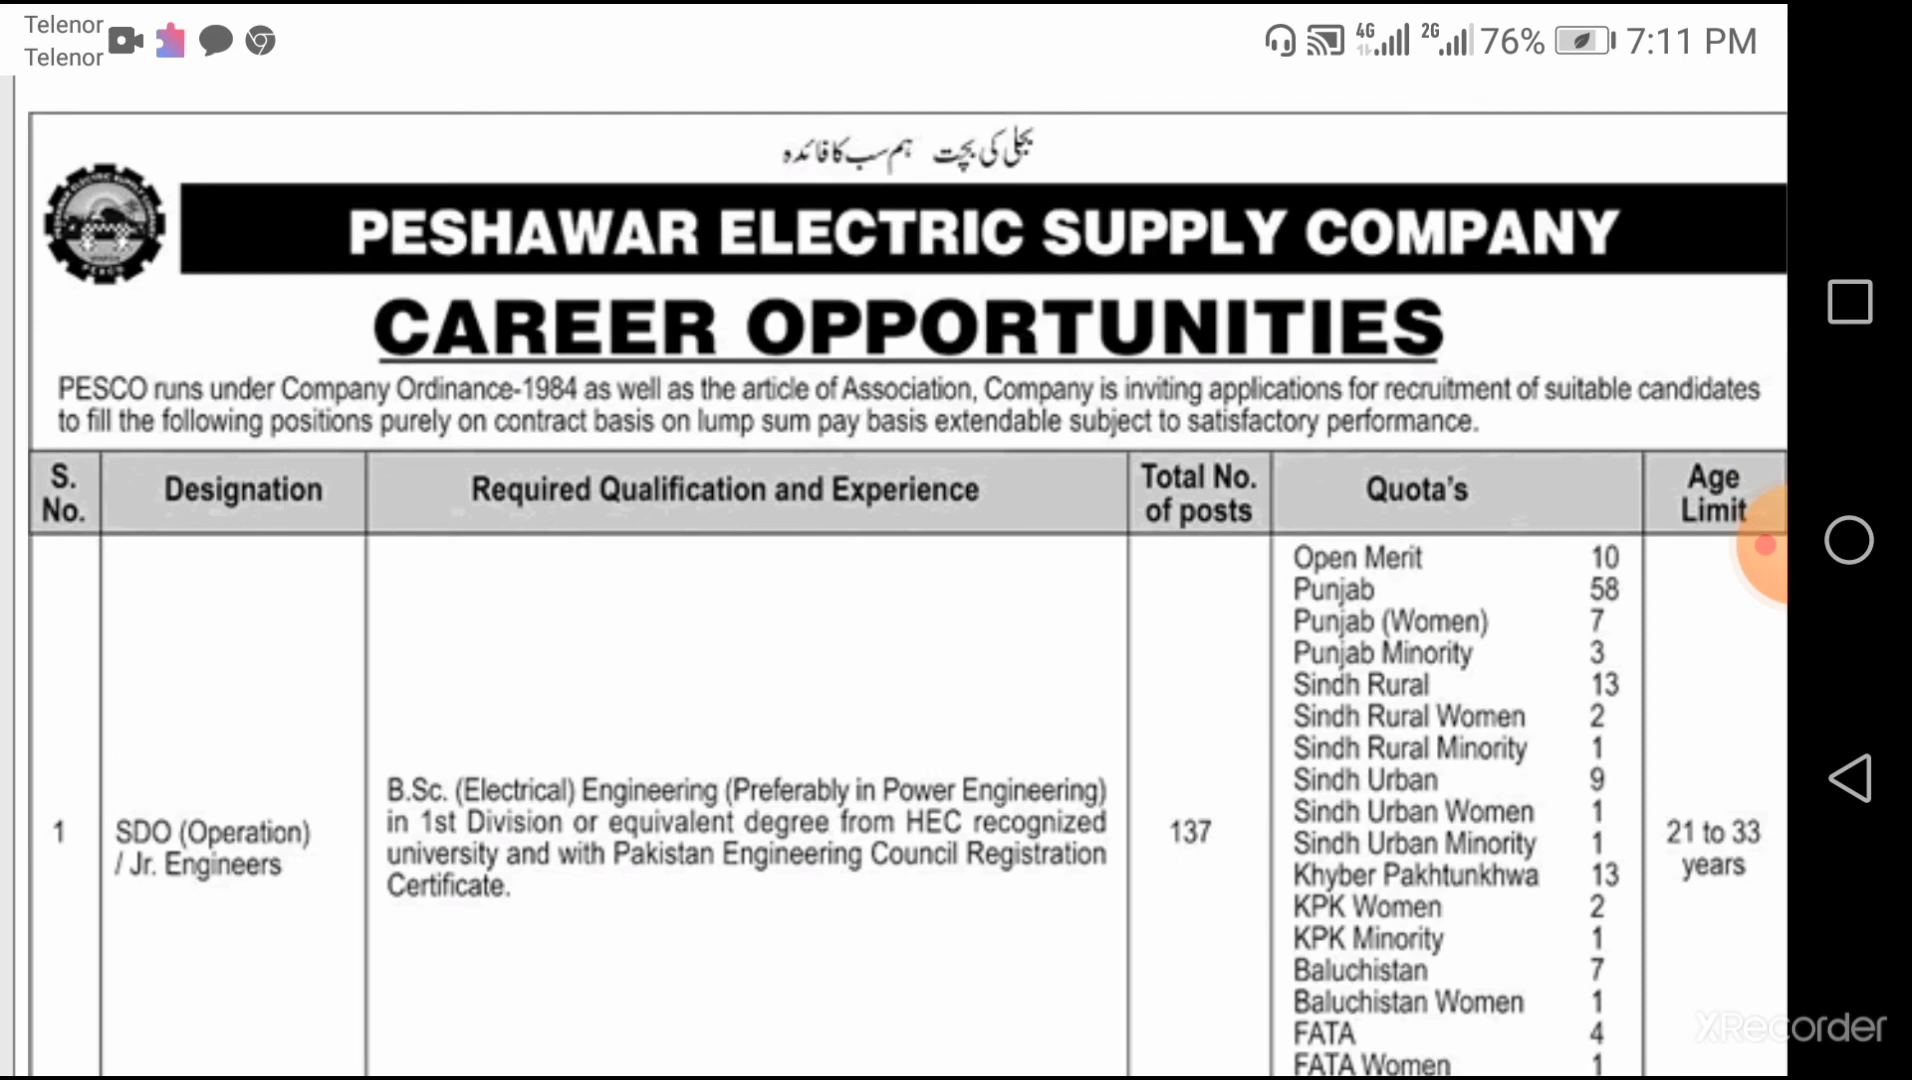 Telenor
Telenor
4G 2G 76% 7:11 PM
بجلی کی بچت ہم سب کا فائدہ
PESHAWAR ELECTRIC SUPPLY COMPANY
CAREER OPPORTUNITIES
PESCO runs under Company Ordinance-1984 as well as the article of Association, Company is inviting applications for recruitment of suitable candidates
to fill the following positions purely on contract basis on lump sum pay basis extendable subject to satisfactory performance.
S. No. Designation Required Qualification and Experience Total No. of posts Quota's Age Limit
1
SDO (Operation)
/ Jr. Engineers
B.Sc. (Electrical) Engineering (Preferably in Power Engineering)
in 1st Division or equivalent degree from HEC recognized
university and with Pakistan Engineering Council Registration
Certificate.
137
Open Merit 10
Punjab 58
Punjab (Women) 7
Punjab Minority 3
Sindh Rural 13
Sindh Rural Women 2
Sindh Rural Minority 1
Sindh Urban 9
Sindh Urban Women 1
Sindh Urban Minority 1
Khyber Pakhtunkhwa 13
KPK Women 2
KPK Minority 1
Baluchistan 7
Baluchistan Women 1
FATA 4
FATA Women 1
21 to 33
years
XRecorder